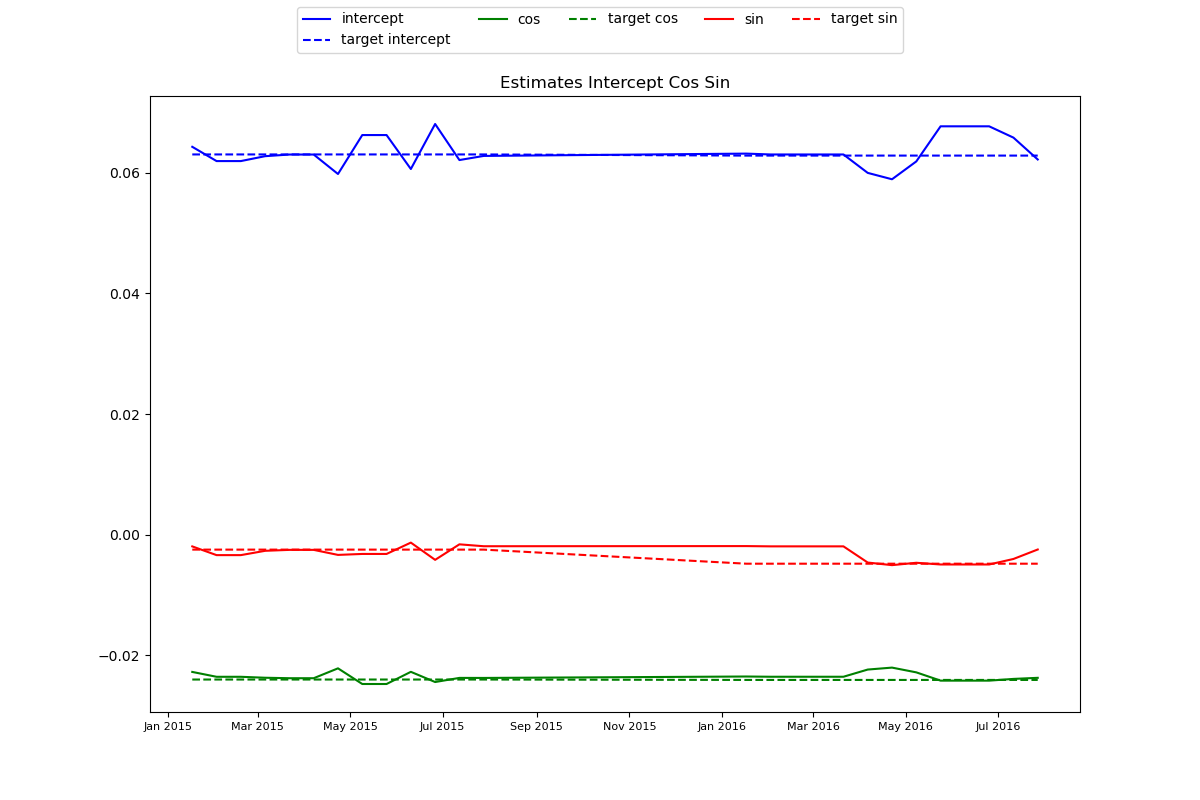 intercept cos target cos sin target sin
target intercept
Estimates Intercept Cos Sin
0.06
0.04
0.02
0.00
−0.02
Jan 2015 Mar 2015 May 2015 Jul 2015 Sep 2015 Nov 2015 Jan 2016 Mar 2016 May 2016 Jul 2016